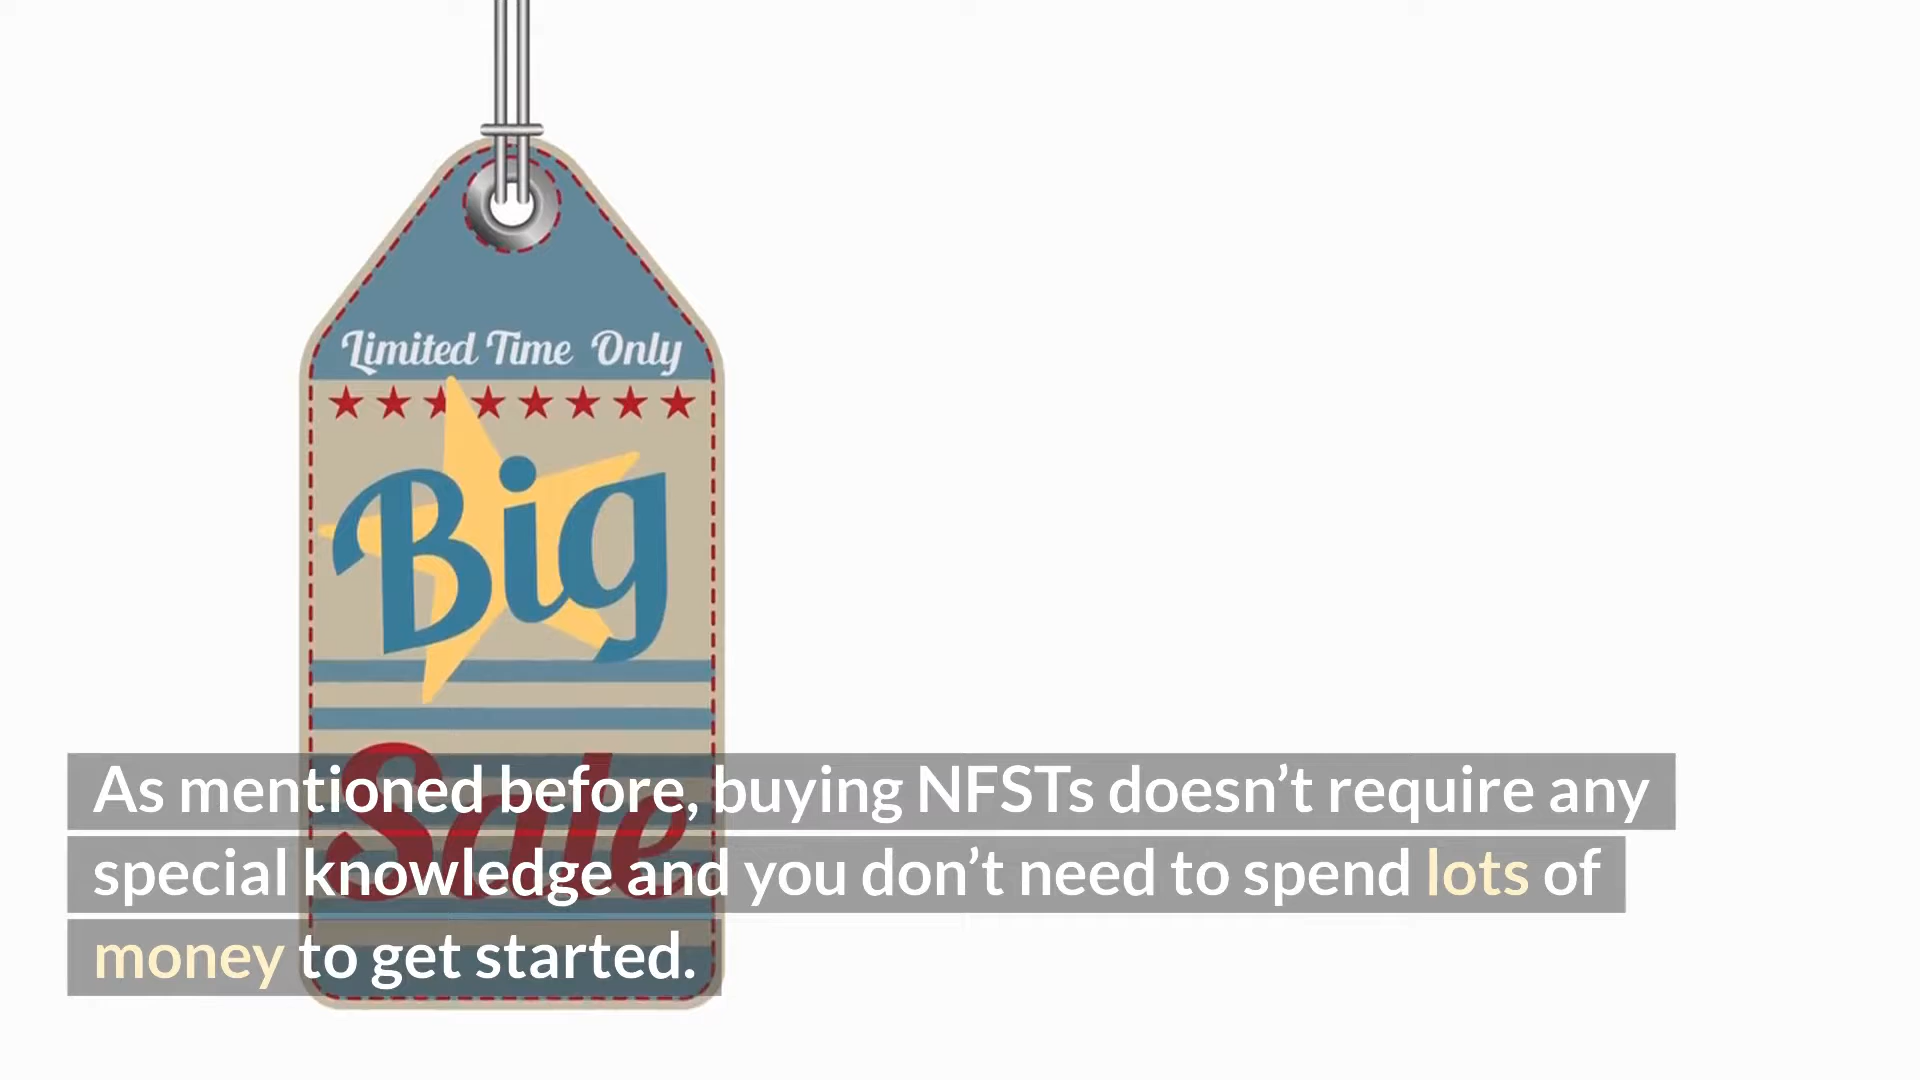 Limited Time Only
Big
Sale
As mentioned before, buying NFSTs doesn’t require any
special knowledge and you don’t need to spend lots of
money to get started.